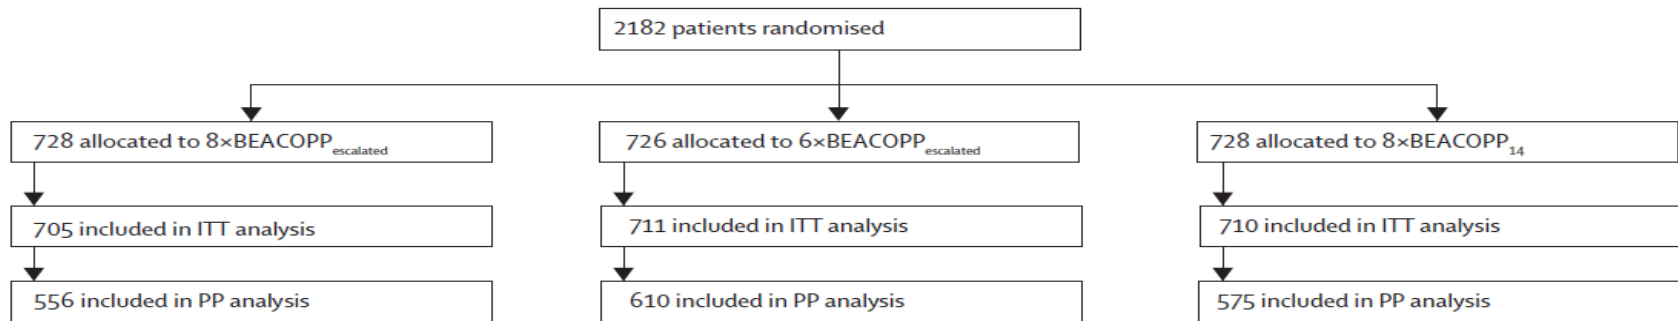 2182 patients randomised
728 allocated to 8×BEACOPPescalated
726 allocated to 6×BEACOPPescalated
728 allocated to 8×BEACOPP14
705 included in ITT analysis
711 included in ITT analysis
710 included in ITT analysis
556 included in PP analysis
610 included in PP analysis
575 included in PP analysis